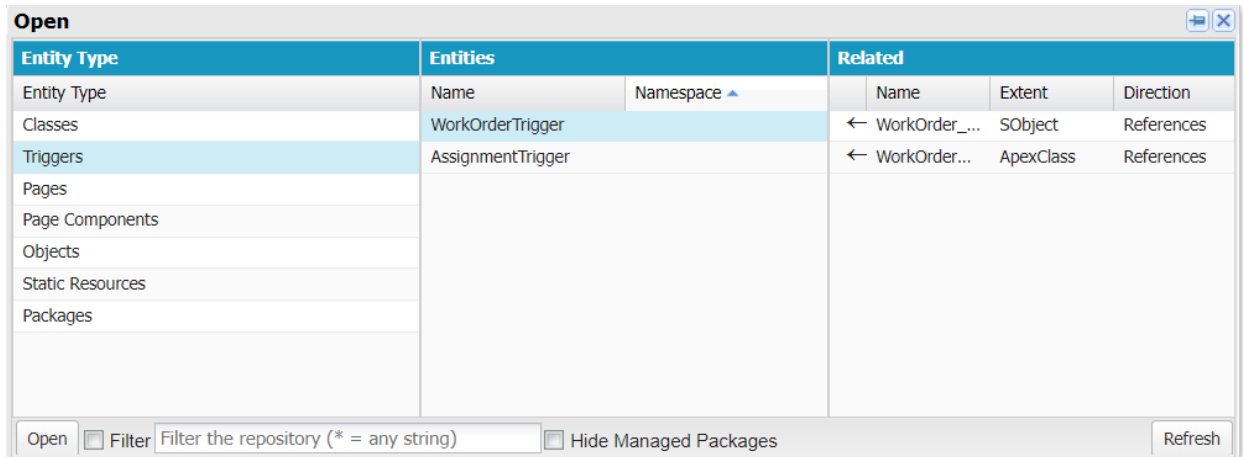 Open
Entity Type Entities Related
Entity Type Name Namespace Name Extent Direction
Classes WorkOrderTrigger ← WorkOrder_... SObject References
Triggers AssignmentTrigger ← WorkOrder... ApexClass References
Pages
Page Components
Objects
Static Resources
Packages
Open Filter Filter the repository (* = any string) Hide Managed Packages Refresh